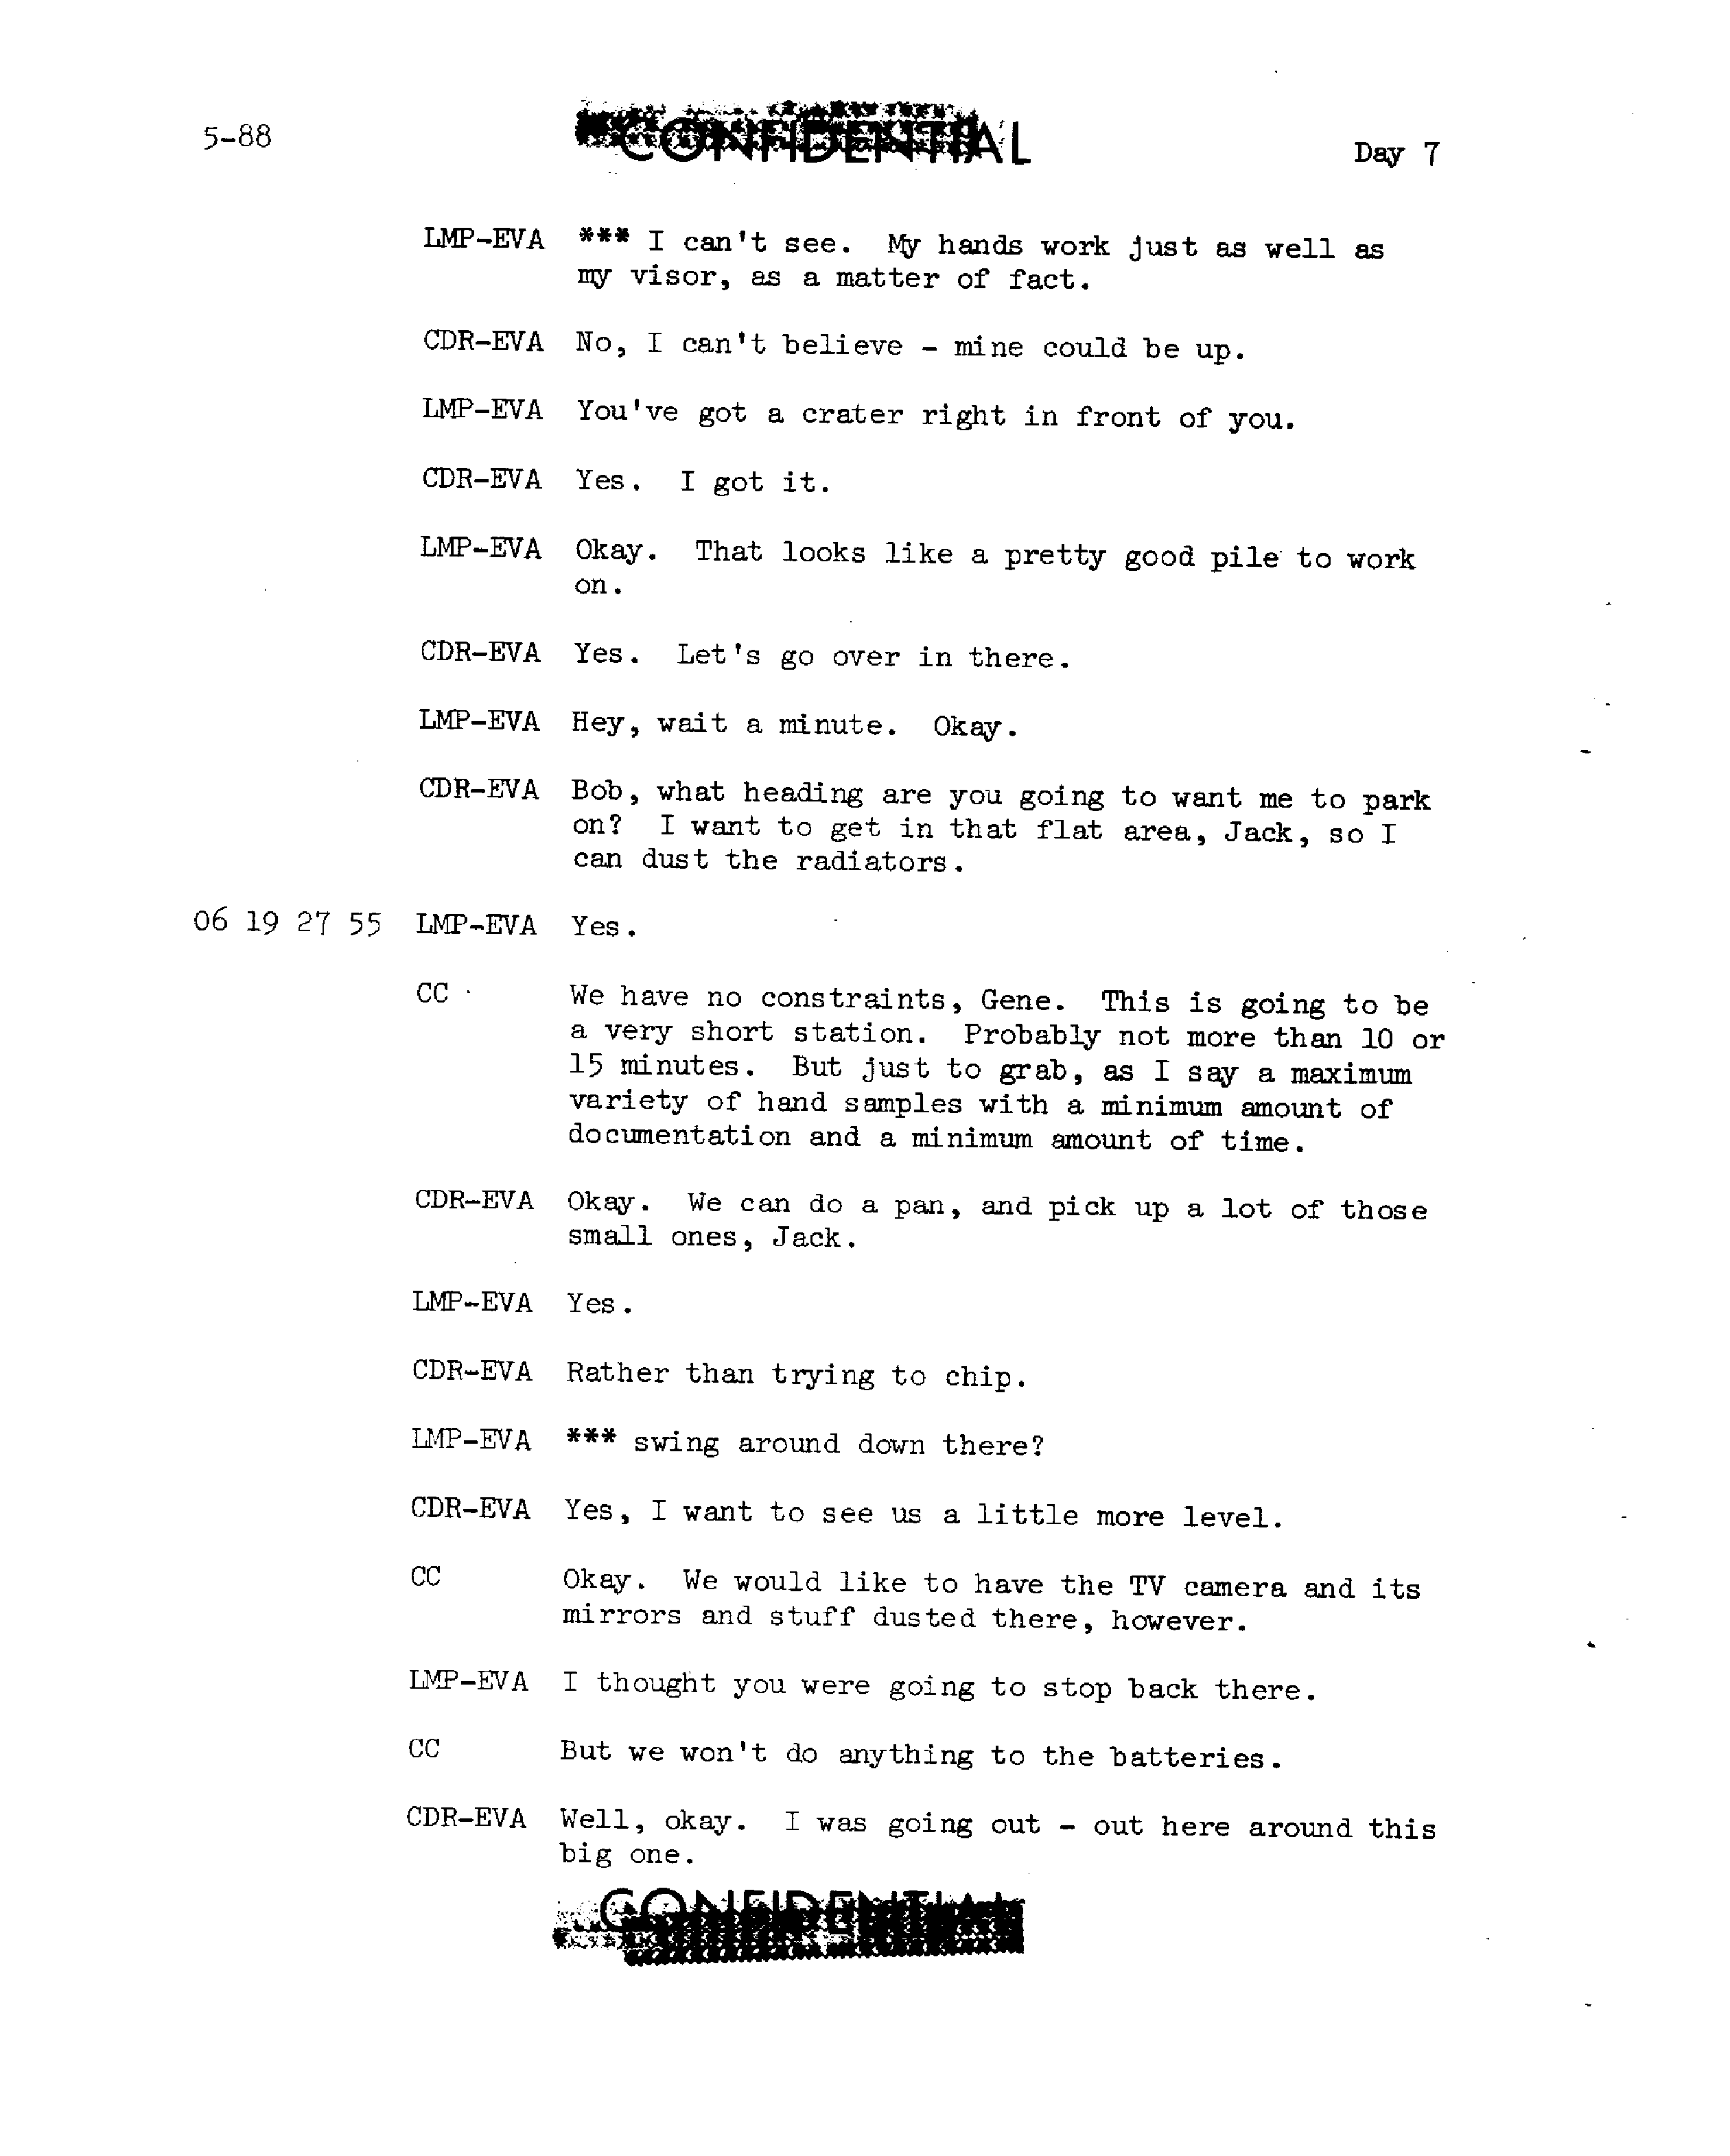 5-88
CONFIDENTIAL
Day 7
LMP-EVA *** I can't see. My hands work just as well as
my visor, as a matter of fact.
CDR-EVA No, I can't believe - mine could be up.
LMP-EVA You've got a crater right in front of you.
CDR-EVA Yes. I got it.
LMP-EVA Okay. That looks like a pretty good pile to work
on.
CDR-EVA Yes. Let's go over in there.
LMP-EVA Hey, wait a minute. Okay.
CDR-EVA Bob, what heading are you going to want me to park
on? I want to get in that flat area, Jack, so I
can dust the radiators.
06 19 27 55 LMP-EVA Yes.
CC We have no constraints, Gene. This is going to be
a very short station. Probably not more than 10 or
15 minutes. But just to grab, as I say a maximum
variety of hand samples with a minimum amount of
documentation and a minimum amount of time.
CDR-EVA Okay. We can do a pan, and pick up a lot of those
small ones, Jack.
LMP-EVA Yes.
CDR-EVA Rather than trying to chip.
LMP-EVA *** swing around down there?
CDR-EVA Yes, I want to see us a little more level.
CC Okay. We would like to have the TV camera and its
mirrors and stuff dusted there, however.
LMP-EVA I thought you were going to stop back there.
CC But we won't do anything to the batteries.
CDR-EVA Well, okay. I was going out - out here around this
big one.
CONFIDENTIAL